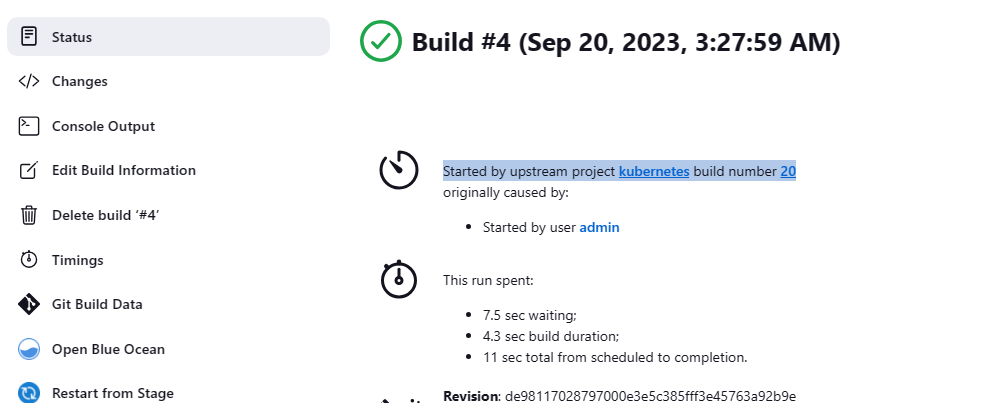 Status
Changes
Console Output
Edit Build Information
Delete build ‘#4’
Timings
Git Build Data
Open Blue Ocean
Restart from Stage
Build #4 (Sep 20, 2023, 3:27:59 AM)
Started by upstream project kubernetes build number 20
originally caused by:
Started by user admin
This run spent:
7.5 sec waiting;
4.3 sec build duration;
11 sec total from scheduled to completion.
Revision: de98117028797000e3e5c385fff3e45763a92b9e